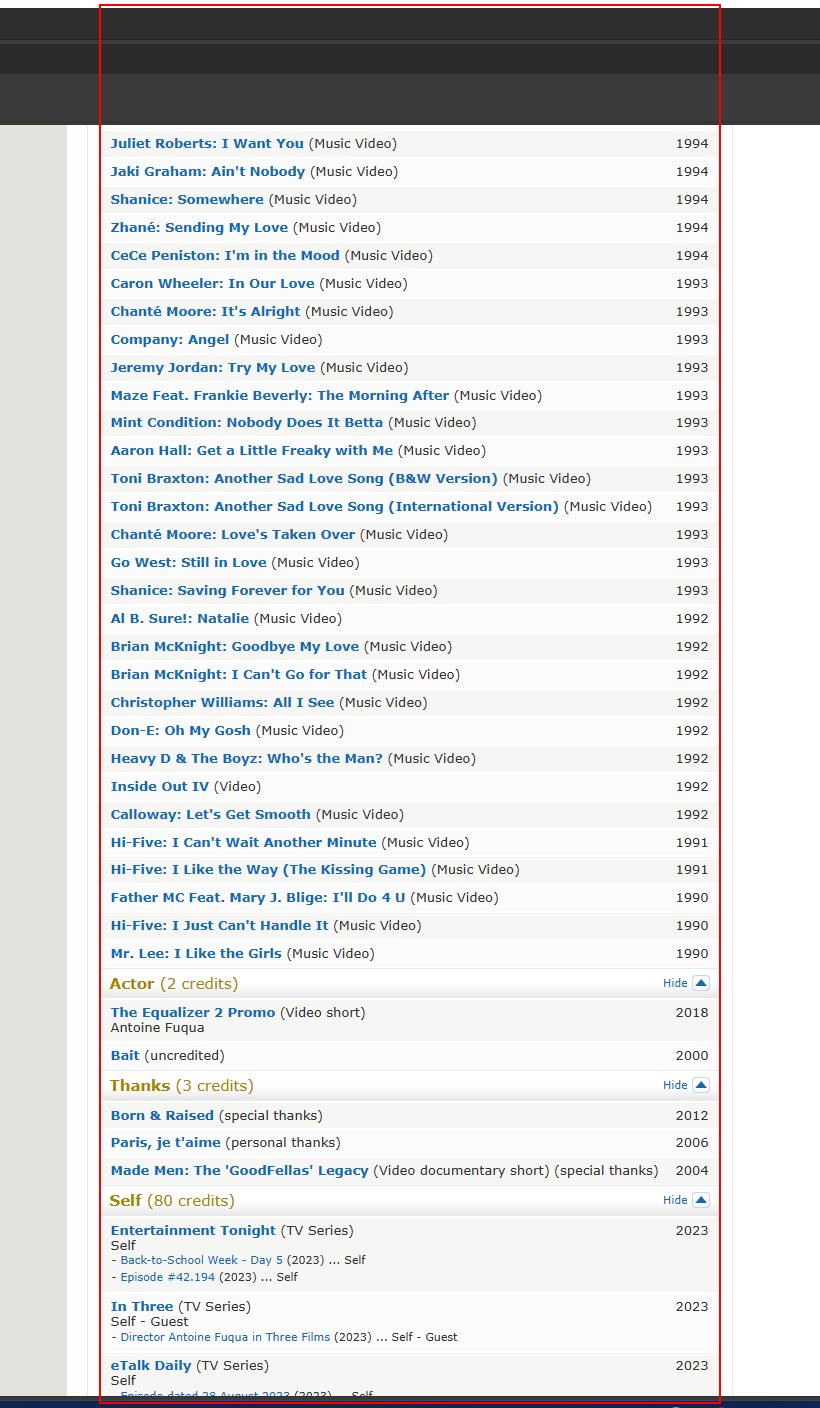 Juliet Roberts: I Want You (Music Video) 1994
Jaki Graham: Ain't Nobody (Music Video) 1994
Shanice: Somewhere (Music Video) 1994
Zhané: Sending My Love (Music Video) 1994
CeCe Peniston: I'm in the Mood (Music Video) 1994
Caron Wheeler: In Our Love (Music Video) 1993
Chanté Moore: It's Alright (Music Video) 1993
Company: Angel (Music Video) 1993
Jeremy Jordan: Try My Love (Music Video) 1993
Maze Feat. Frankie Beverly: The Morning After (Music Video) 1993
Mint Condition: Nobody Does It Betta (Music Video) 1993
Aaron Hall: Get a Little Freaky with Me (Music Video) 1993
Toni Braxton: Another Sad Love Song (B&W Version) (Music Video) 1993
Toni Braxton: Another Sad Love Song (International Version) (Music Video) 1993
Chanté Moore: Love's Taken Over (Music Video) 1993
Go West: Still in Love (Music Video) 1993
Shanice: Saving Forever for You (Music Video) 1993
Al B. Sure!: Natalie (Music Video) 1992
Brian McKnight: Goodbye My Love (Music Video) 1992
Brian McKnight: I Can't Go for That (Music Video) 1992
Christopher Williams: All I See (Music Video) 1992
Don-E: Oh My Gosh (Music Video) 1992
Heavy D & The Boyz: Who's the Man? (Music Video) 1992
Inside Out IV (Video) 1992
Calloway: Let's Get Smooth (Music Video) 1992
Hi-Five: I Can't Wait Another Minute (Music Video) 1991
Hi-Five: I Like the Way (The Kissing Game) (Music Video) 1991
Father MC Feat. Mary J. Blige: I'll Do 4 U (Music Video) 1990
Hi-Five: I Just Can't Handle It (Music Video) 1990
Mr. Lee: I Like the Girls (Music Video) 1990
Actor (2 credits) Hide
The Equalizer 2 Promo (Video short) 2018
Antoine Fuqua
Bait (uncredited) 2000
Thanks (3 credits) Hide
Born & Raised (special thanks) 2012
Paris, je t'aime (personal thanks) 2006
Made Men: The 'GoodFellas' Legacy (Video documentary short) (special thanks) 2004
Self (80 credits) Hide
Entertainment Tonight (TV Series) 2023
Self
- Back-to-School Week - Day 5 (2023) ... Self
- Episode #42.194 (2023) ... Self
In Three (TV Series) 2023
Self - Guest
- Director Antoine Fuqua in Three Films (2023) ... Self - Guest
eTalk Daily (TV Series) 2023
Self
- Episode dated 28 August 2023 (2023) ... Self